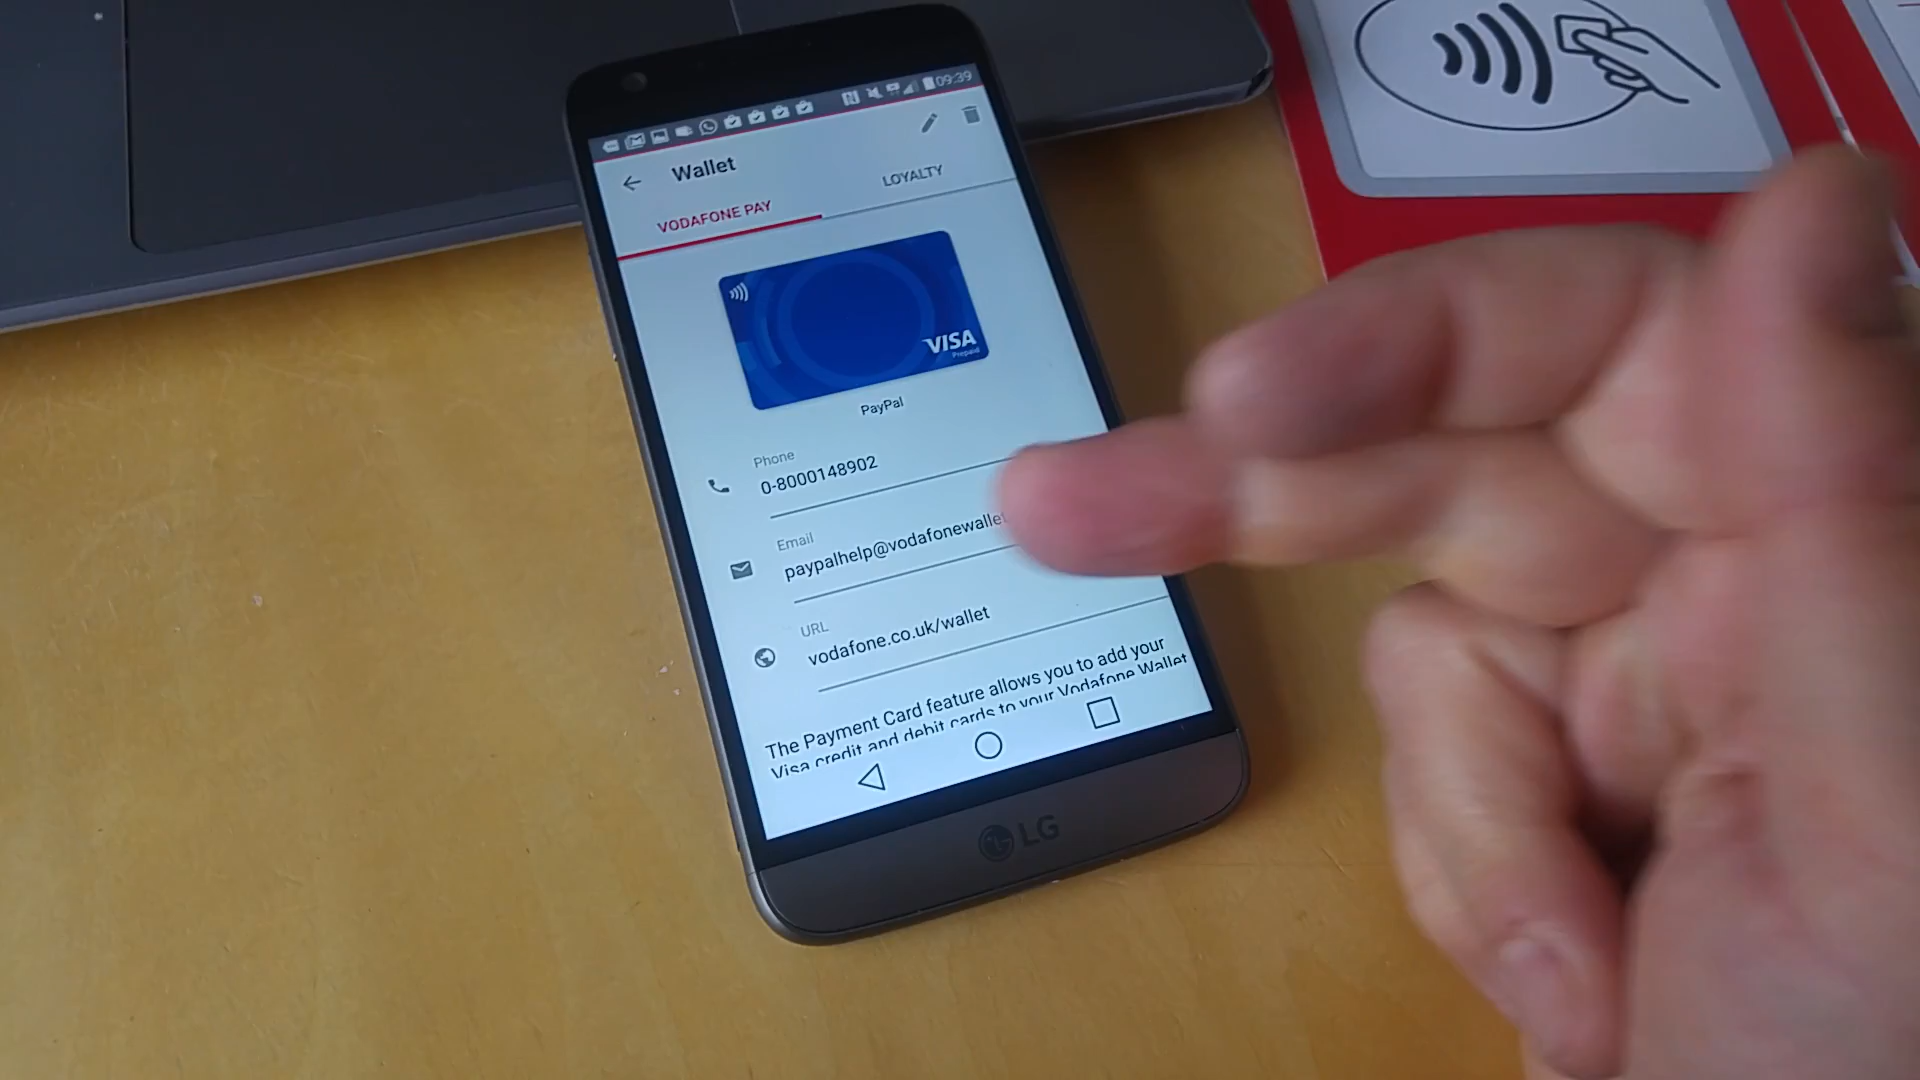 09:39
Wallet
VODAFONE PAY
LOYALTY
VISA
Prepaid
PayPal
Phone
0-8000148902
Email
paypalhelp@vodafonewallet
URL
vodafone.co.uk/wallet
The Payment Card feature allows you to add your
Visa credit and debit cards to your Vodafone Wallet
LG